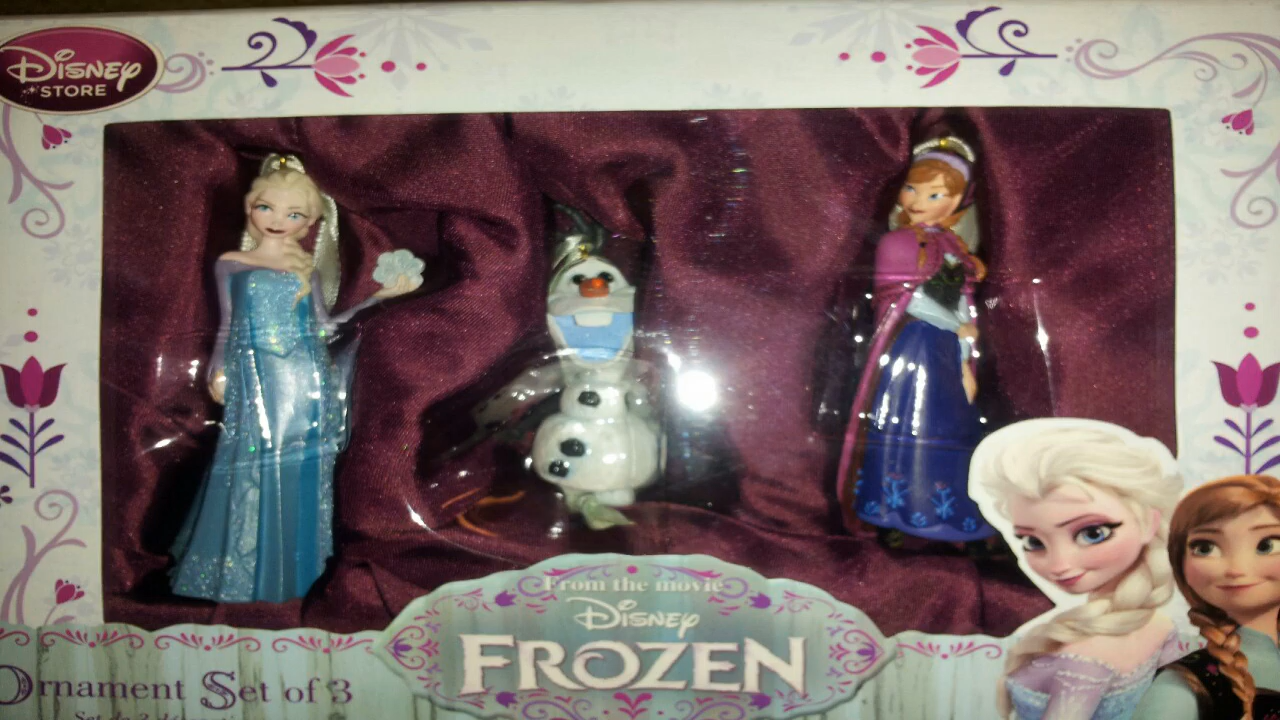 Disney
STORE
From the movie
Disney
FROZEN
Ornament Set of 3